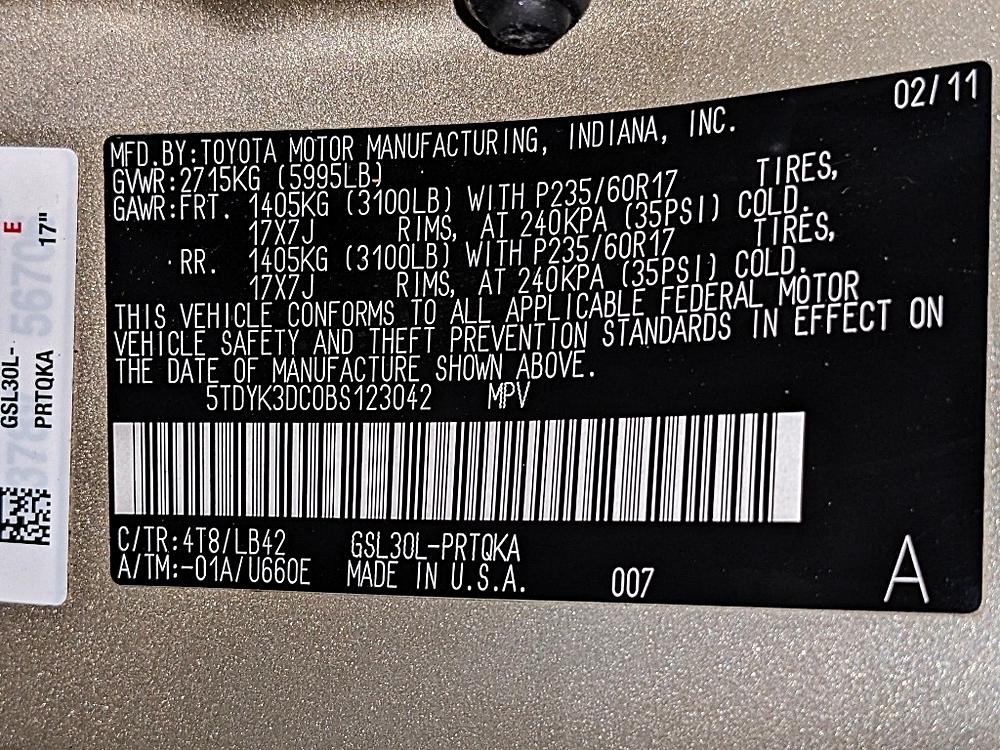 02/11
MFD.BY:TOYOTA MOTOR MANUFACTURING, INDIANA, INC.
GVWR:2715KG (5995LB)
GAWR:FRT. 1405KG (3100LB) WITH P235/60R17 TIRES,
17X7J RIMS, AT 240KPA (35PSI) COLD.
RR. 1405KG (3100LB) WITH P235/60R17 TIRES,
17X7J RIMS, AT 240KPA (35PSI) COLD.
THIS VEHICLE CONFORMS TO ALL APPLICABLE FEDERAL MOTOR
VEHICLE SAFETY AND THEFT PREVENTION STANDARDS IN EFFECT ON
THE DATE OF MANUFACTURE SHOWN ABOVE.
5TDYK3DC0BS123042 MPV
C/TR:4T8/LB42 GSL30L-PRTQKA
A/TM:-01A/U660E MADE IN U.S.A. 007
A
GSL30L-
PRTQKA 17"
E
5670